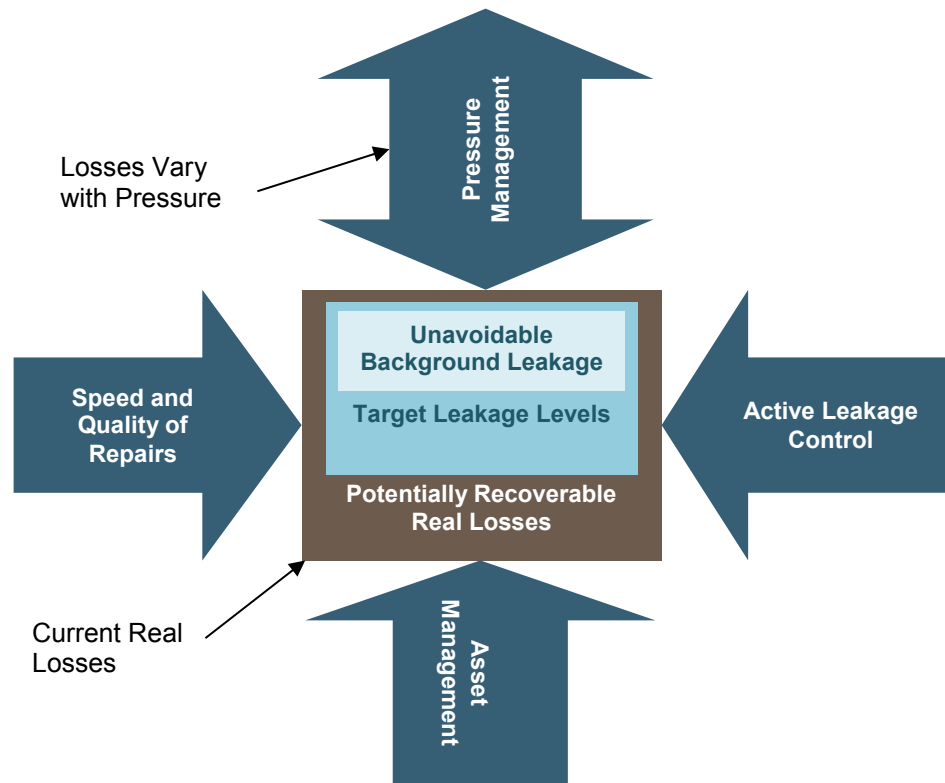 Pressure
Management
Losses Vary
with Pressure
Unavoidable
Background Leakage
Target Leakage Levels
Potentially Recoverable
Real Losses
Speed and
Quality of
Repairs
Active Leakage
Control
Current Real
Losses
Asset
Management